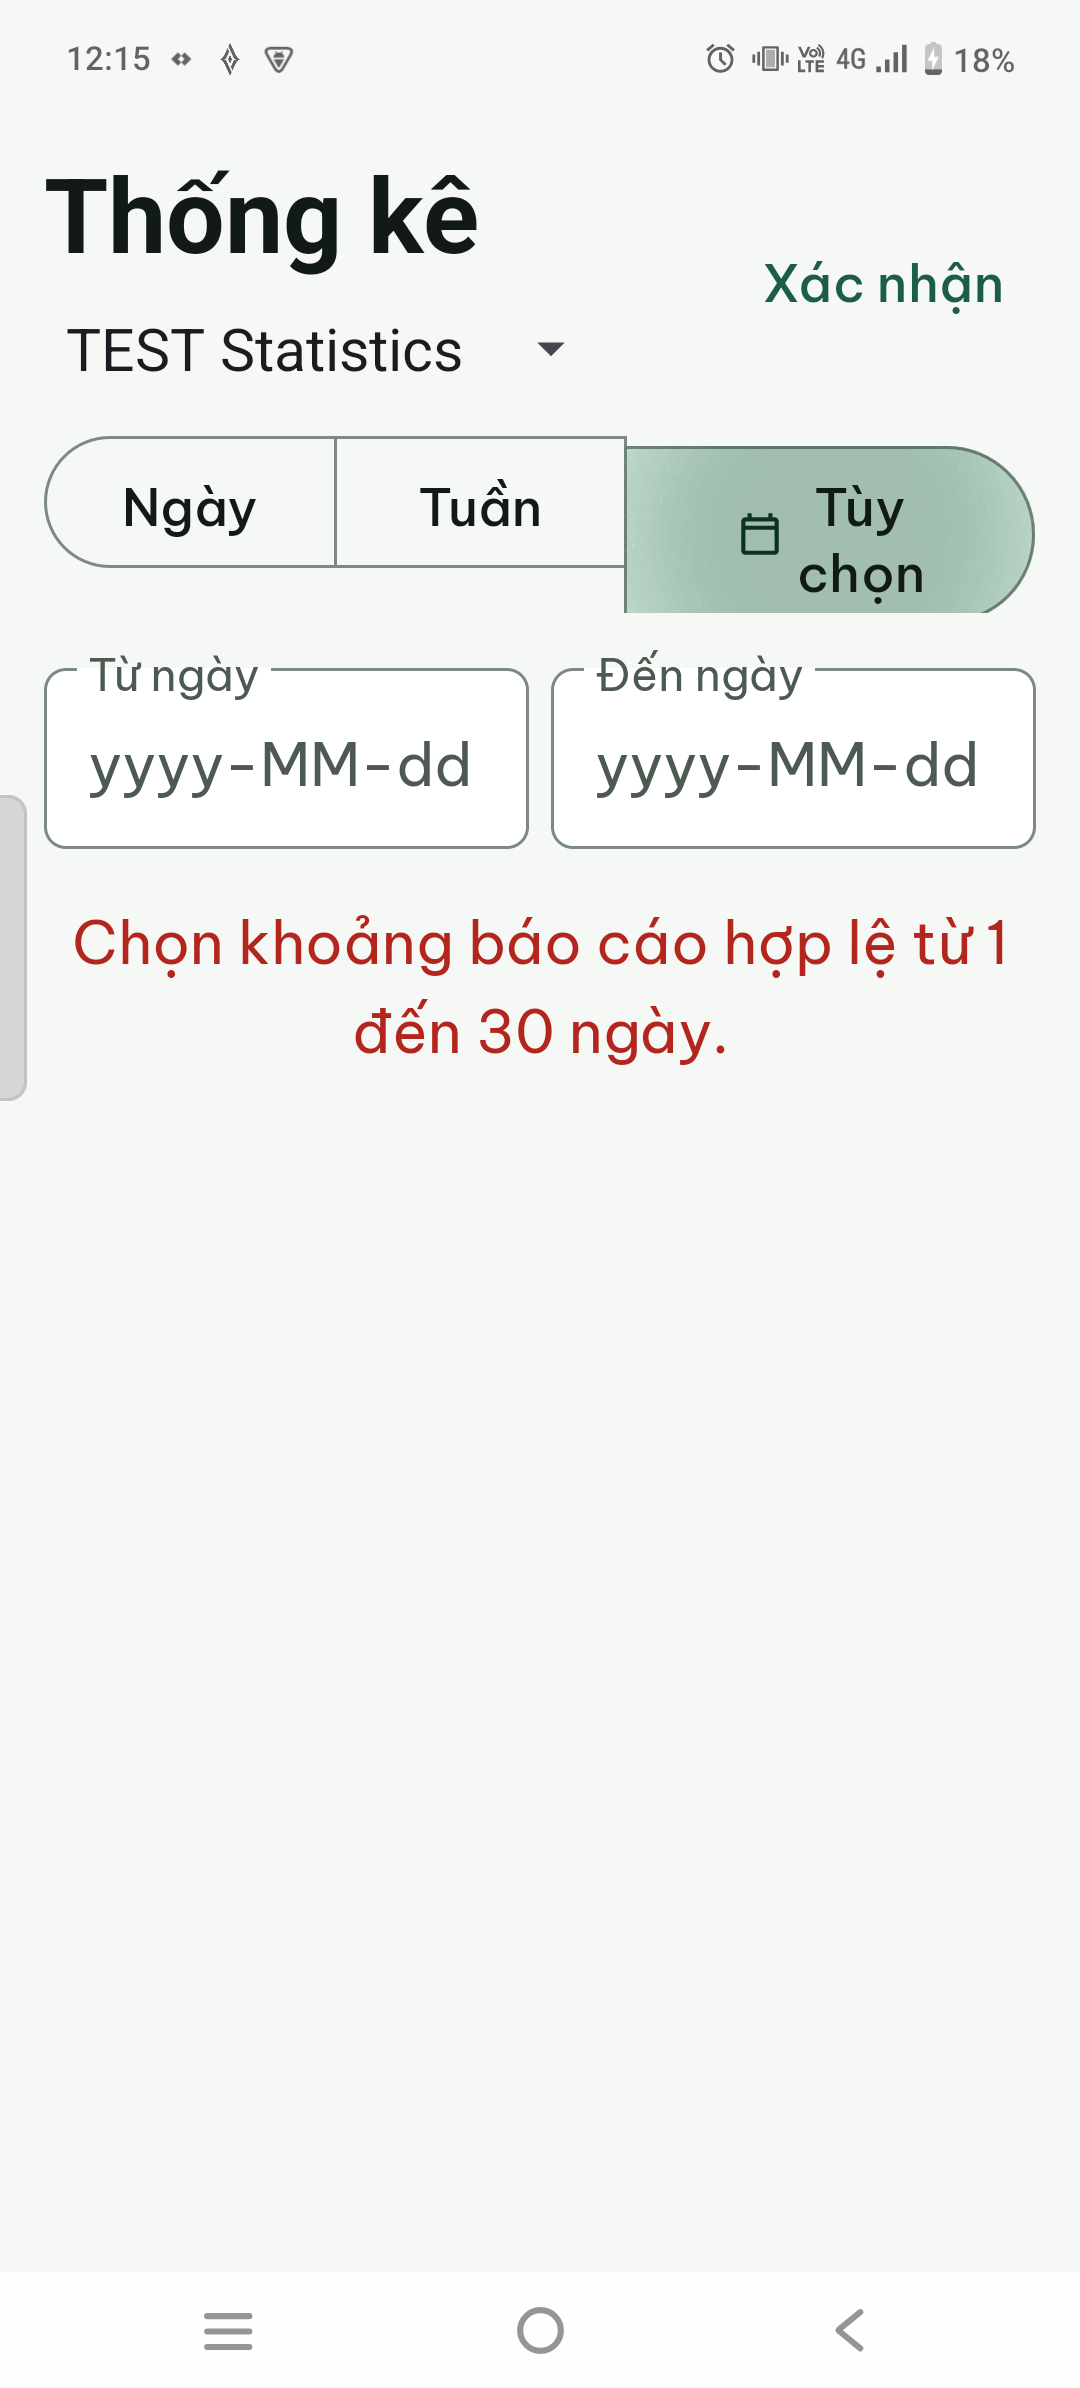 12:15
VoLTE 4G 18%
Thống kê
Xác nhận
TEST Statistics
Ngày
Tuần
Tùy
chọn
Từ ngày
Đến ngày
yyyy-MM-dd
yyyy-MM-dd
Chọn khoảng báo cáo hợp lệ từ 1
đến 30 ngày.